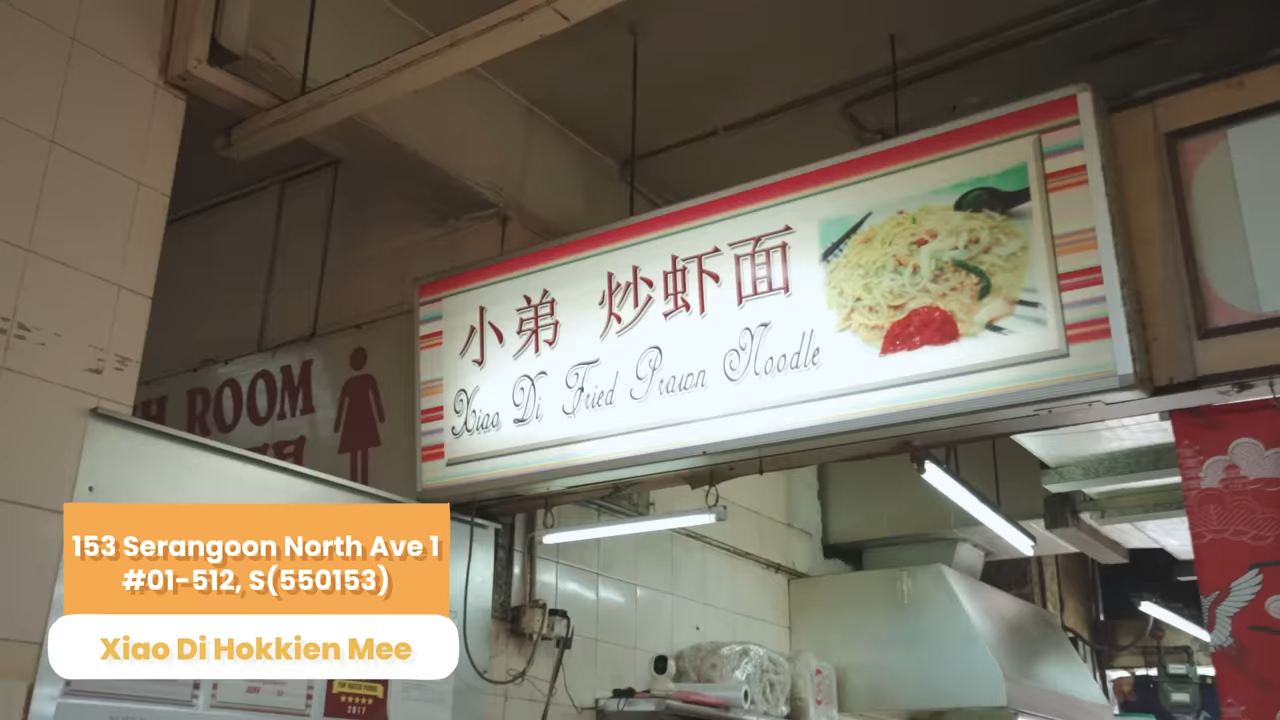 小弟 炒虾面
Xiao Di Fried Prawn Noodle
H ROOM
153 Serangoon North Ave 1
#01-512, S(550153)
Xiao Di Hokkien Mee
2017